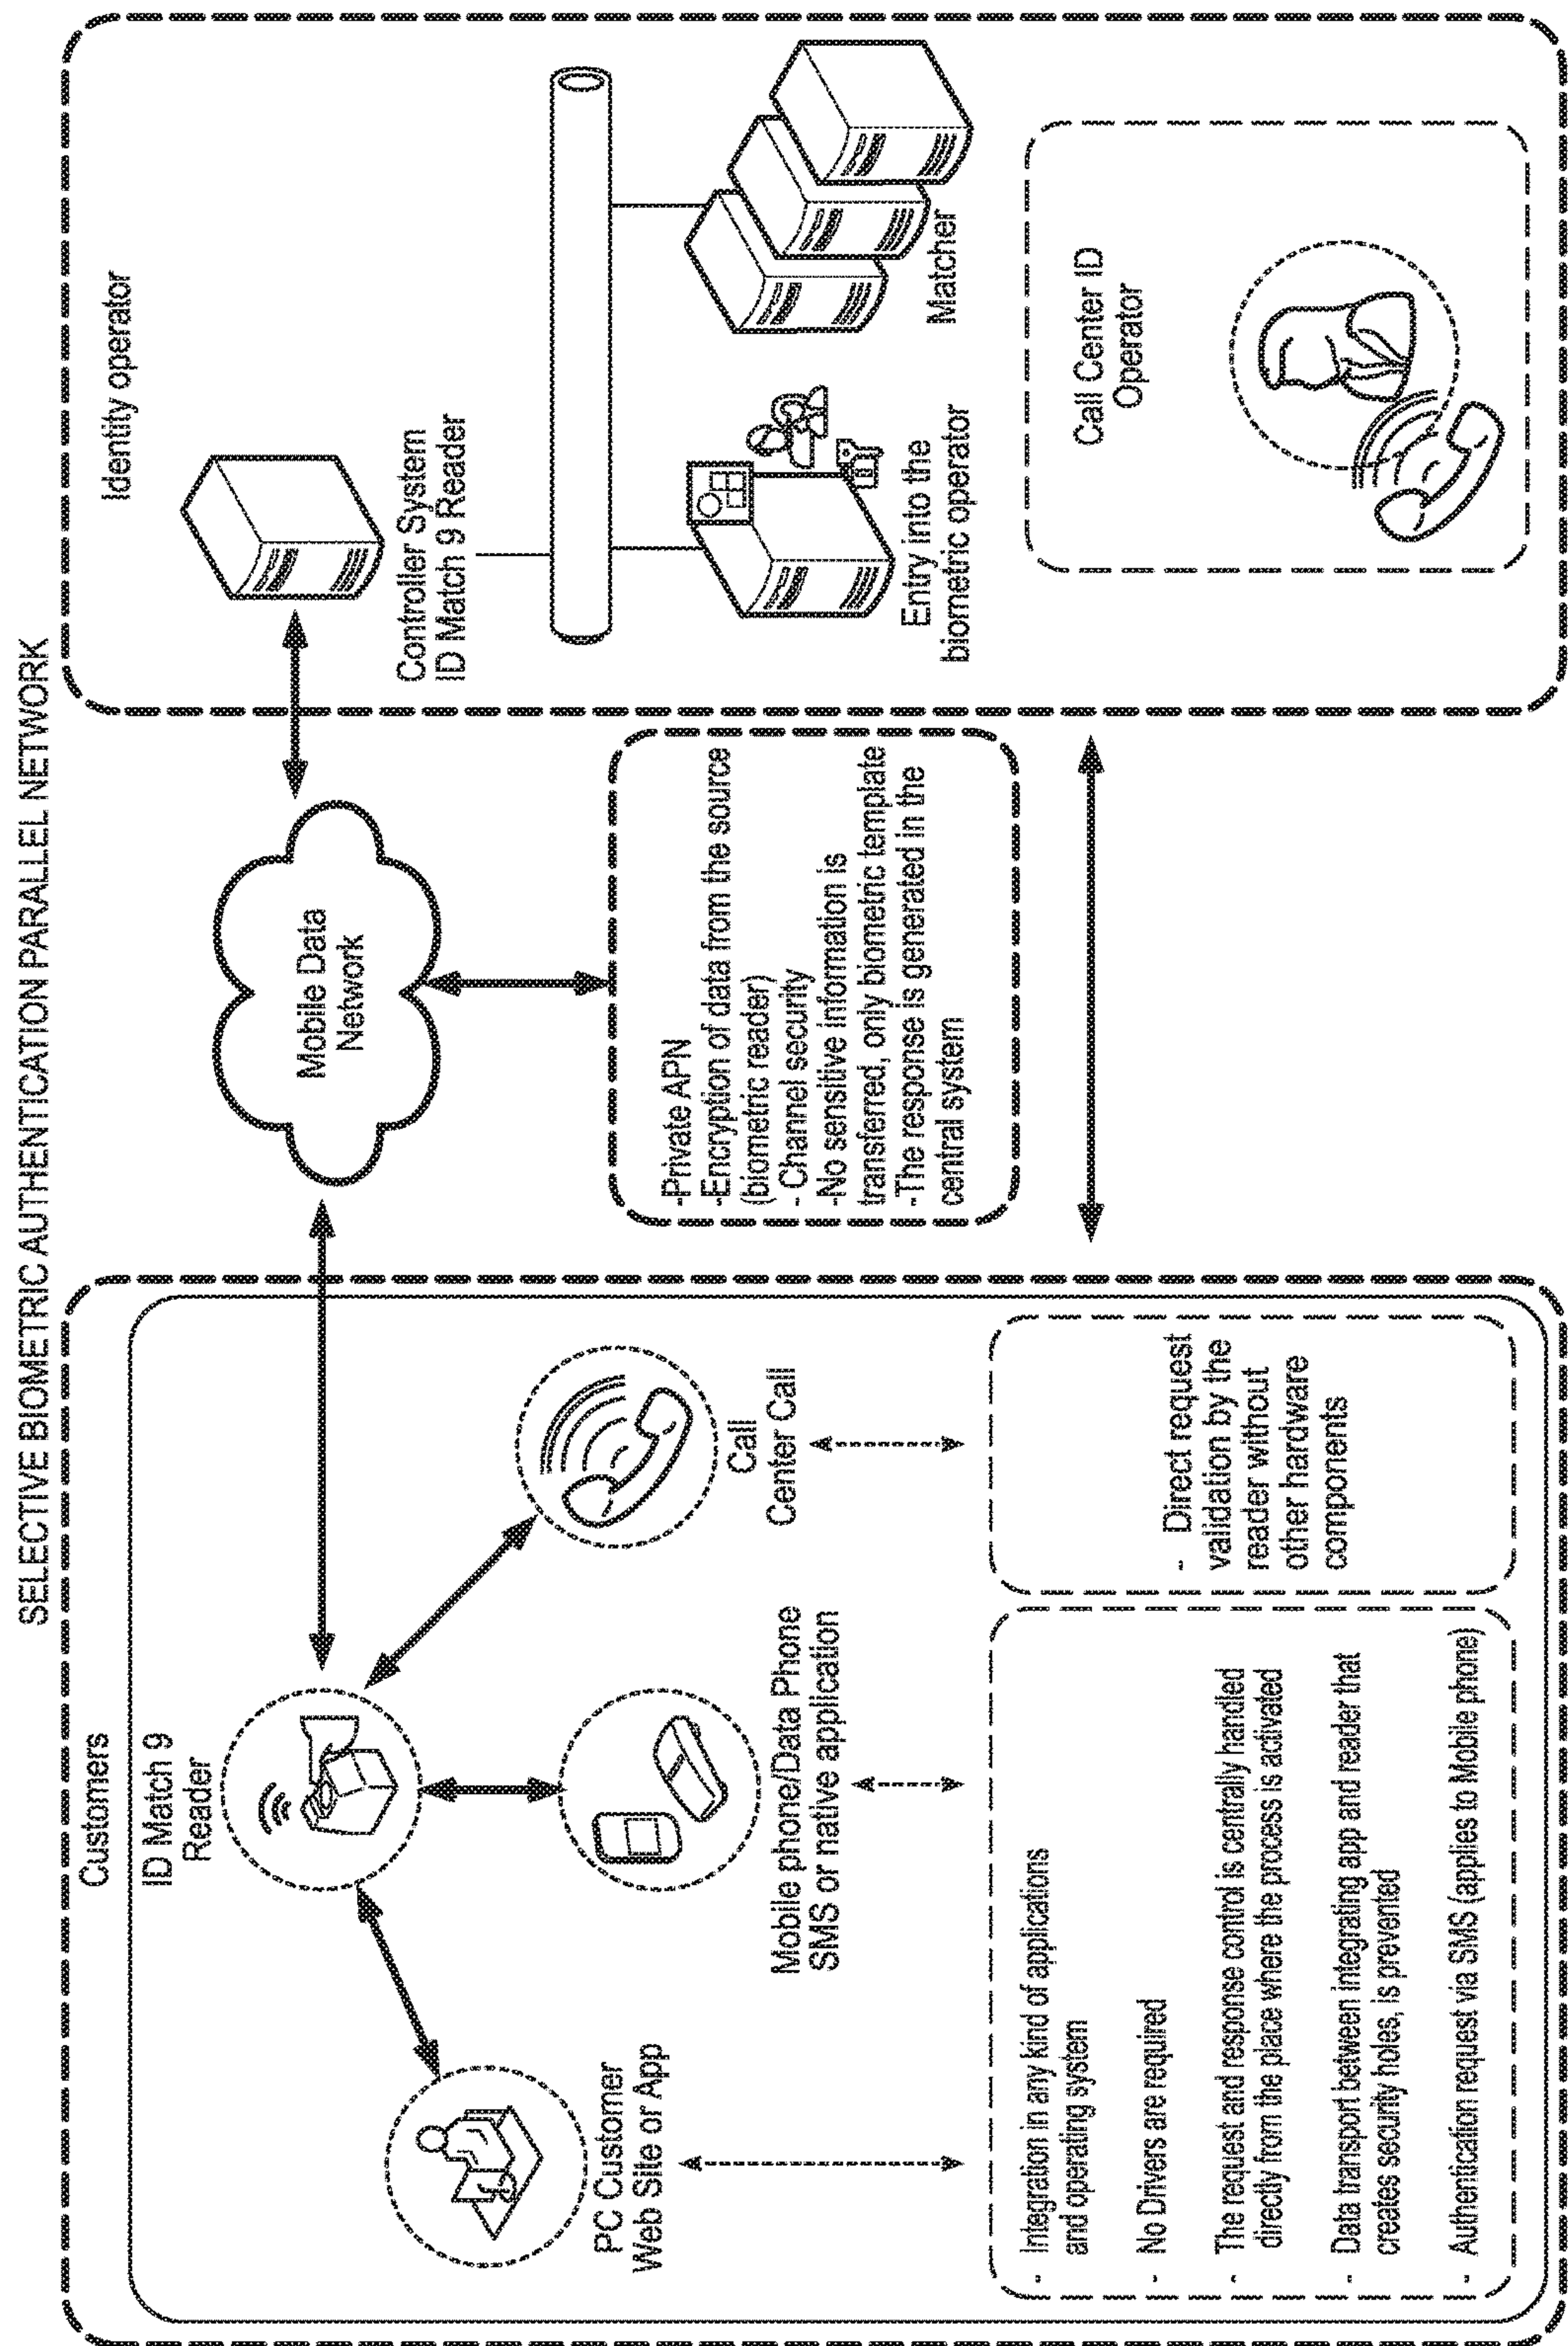 SELECTIVE BIOMETRIC AUTHENTICATION PARALLEL NETWORK
Customers
ID Match 9
Reader
PC Customer
Web Site or App
Mobile phone/Data Phone
SMS or native application
Call
Center Call
- Integration in any kind of applications
and operating system
- No Drivers are required
- The request and response control is centrally handled
directly from the place where the process is activated
- Data transport between integrating app and reader that
creates security holes, is prevented
- Authentication request via SMS (applies to Mobile phone)
- Direct request
validation by the
reader without
other hardware
components
Mobile Data
Network
-Private APN
-Encryption of data from the source
(biometric reader)
- Channel security
-No sensitive information is
transferred, only biometric template
-The response is generated in the
central system
Identity operator
Controller System
ID Match 9 Reader
Entry into the
biometric operator
Matcher
Call Center ID
Operator